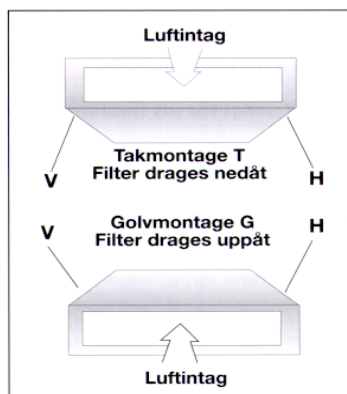 Luftintag
Takmontage T
Filter drages nedåt
V
H
V
H
Golvmontage G
Filter drages uppåt
Luftintag